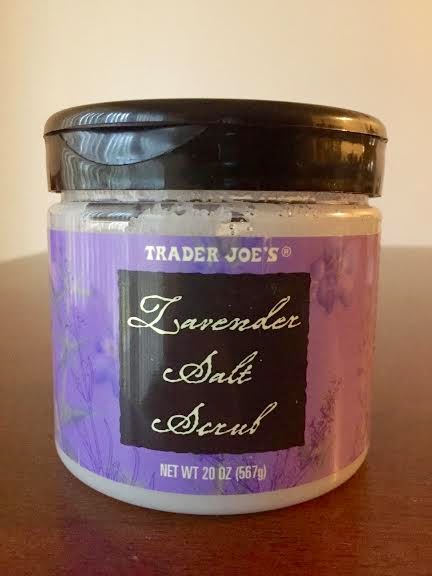 TRADER JOE'S®
Lavender
Salt
Scrub
NET WT 20 OZ (567g)